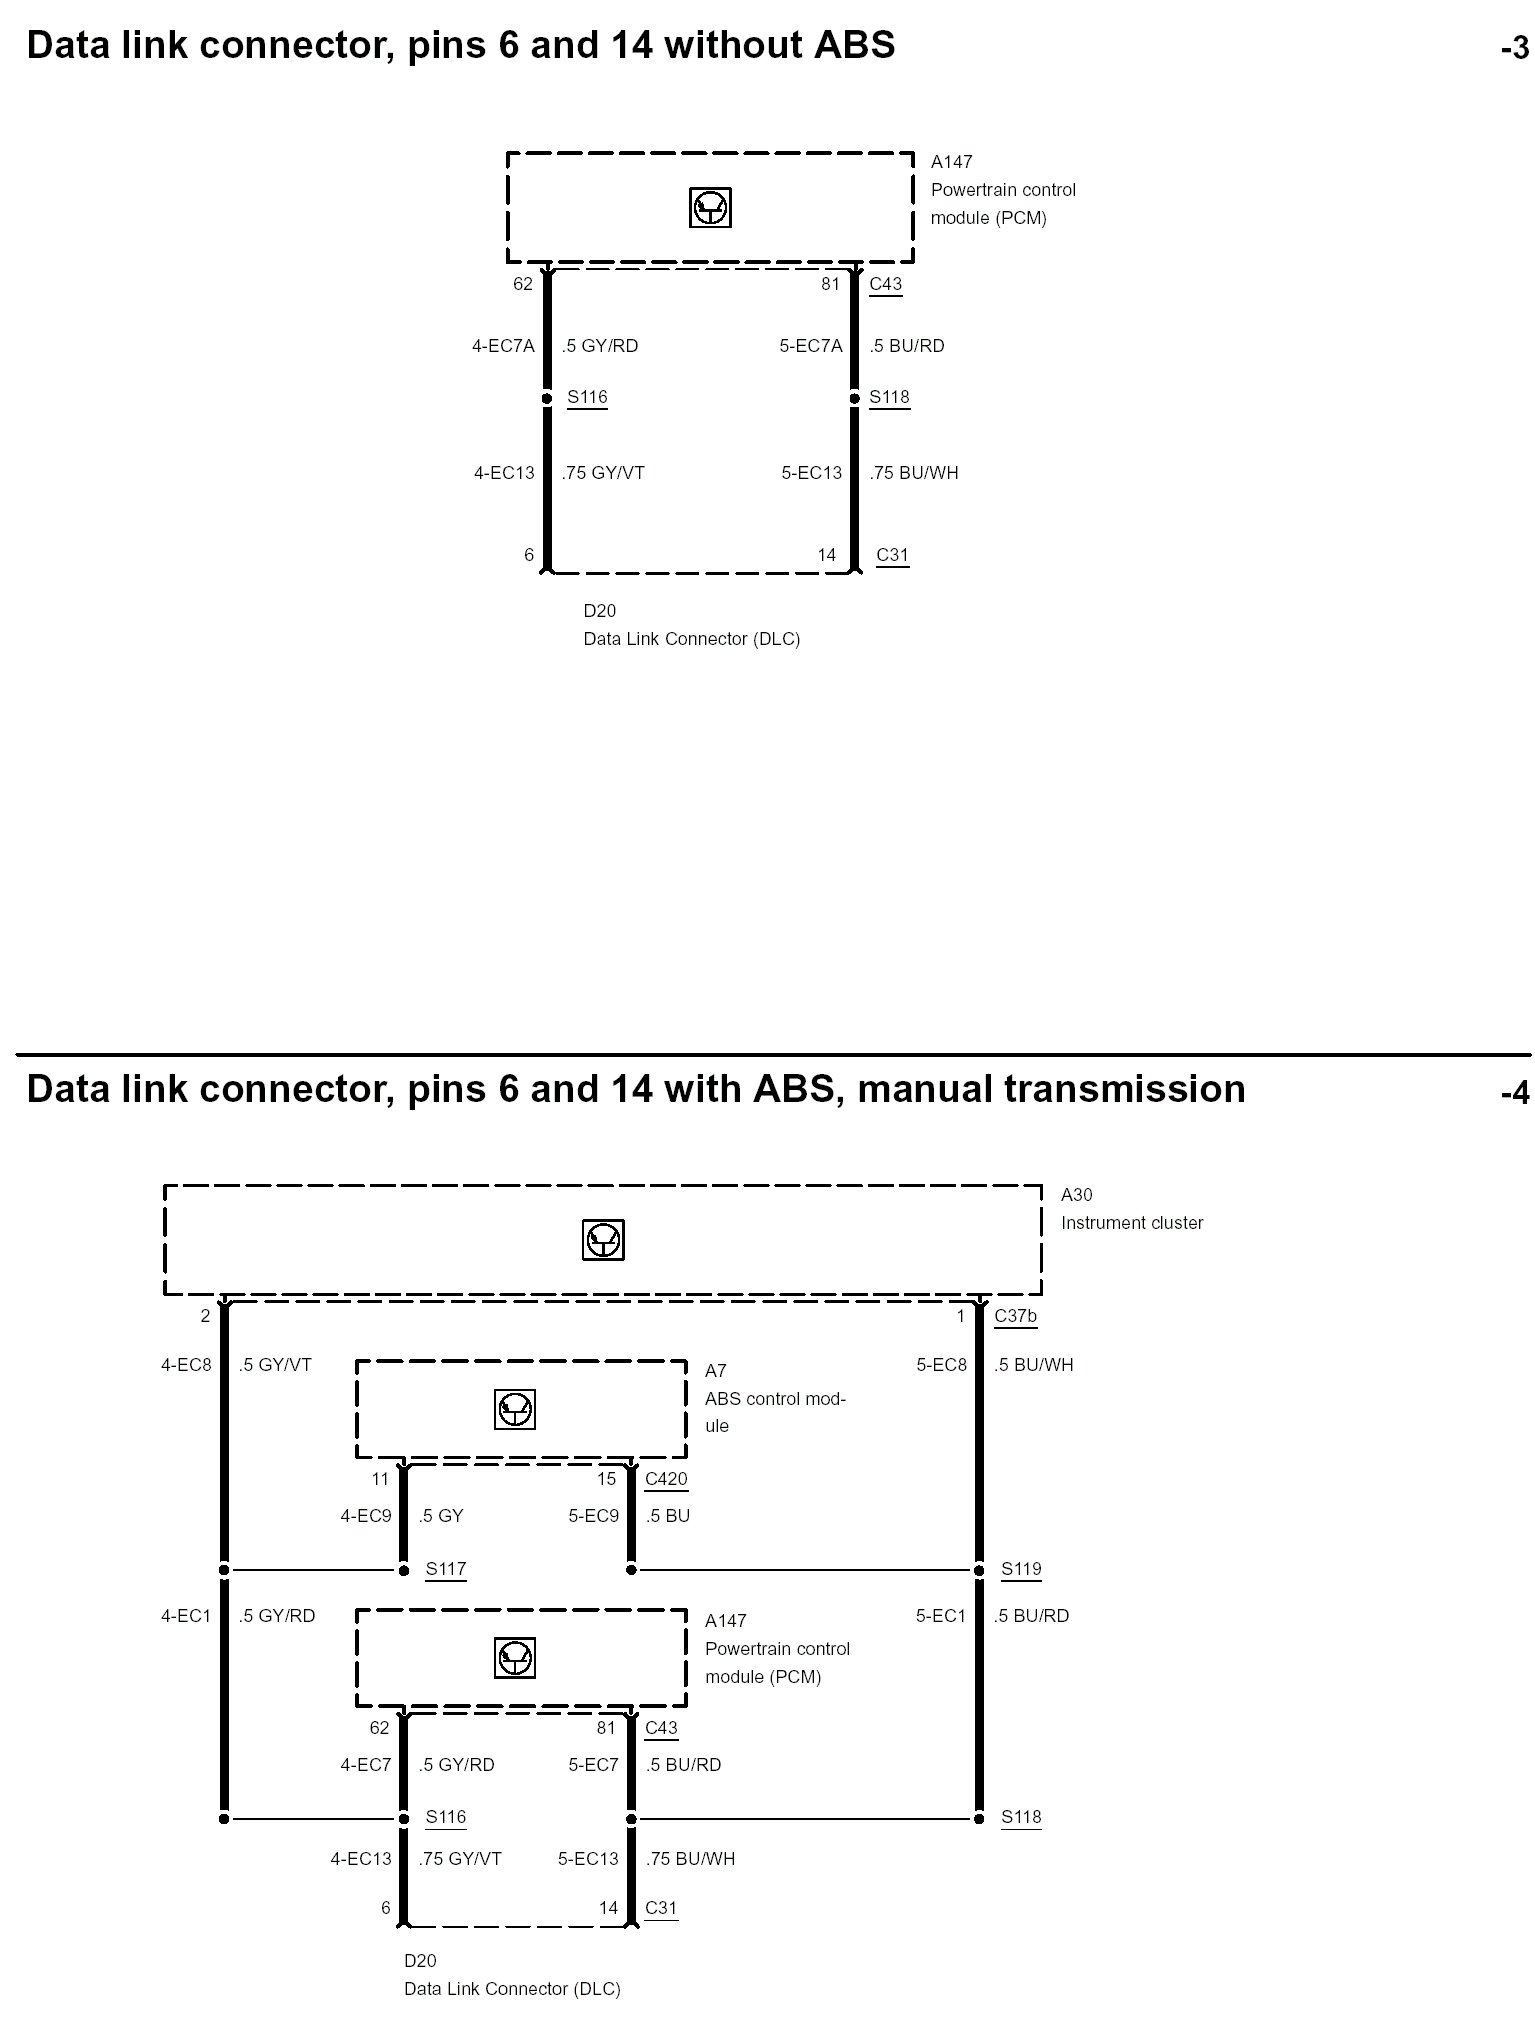 Data link connector, pins 6 and 14 without ABS -3
A147
Powertrain control
module (PCM)
62 81 C43
4-EC7A .5 GY/RD 5-EC7A .5 BU/RD
S116 S118
4-EC13 .75 GY/VT 5-EC13 .75 BU/WH
6 14 C31
D20
Data Link Connector (DLC)
Data link connector, pins 6 and 14 with ABS, manual transmission -4
A30
Instrument cluster
2 1 C37b
4-EC8 .5 GY/VT 5-EC8 .5 BU/WH
A7
ABS control mod-
ule
11 15 C420
4-EC9 .5 GY 5-EC9 .5 BU
S117 S119
4-EC1 .5 GY/RD 5-EC1 .5 BU/RD
A147
Powertrain control
module (PCM)
62 81 C43
4-EC7 .5 GY/RD 5-EC7 .5 BU/RD
S116 S118
4-EC13 .75 GY/VT 5-EC13 .75 BU/WH
6 14 C31
D20
Data Link Connector (DLC)